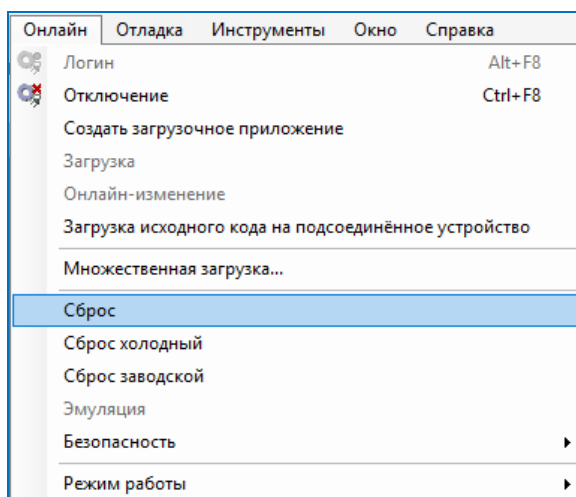 Онлайн Отладка Инструменты Окно Справка
Логин Alt+F8
Отключение Ctrl+F8
Создать загрузочное приложение
Загрузка
Онлайн-изменение
Загрузка исходного кода на подсоединённое устройство
Множественная загрузка...
Сброс
Сброс холодный
Сброс заводской
Эмуляция
Безопасность
Режим работы